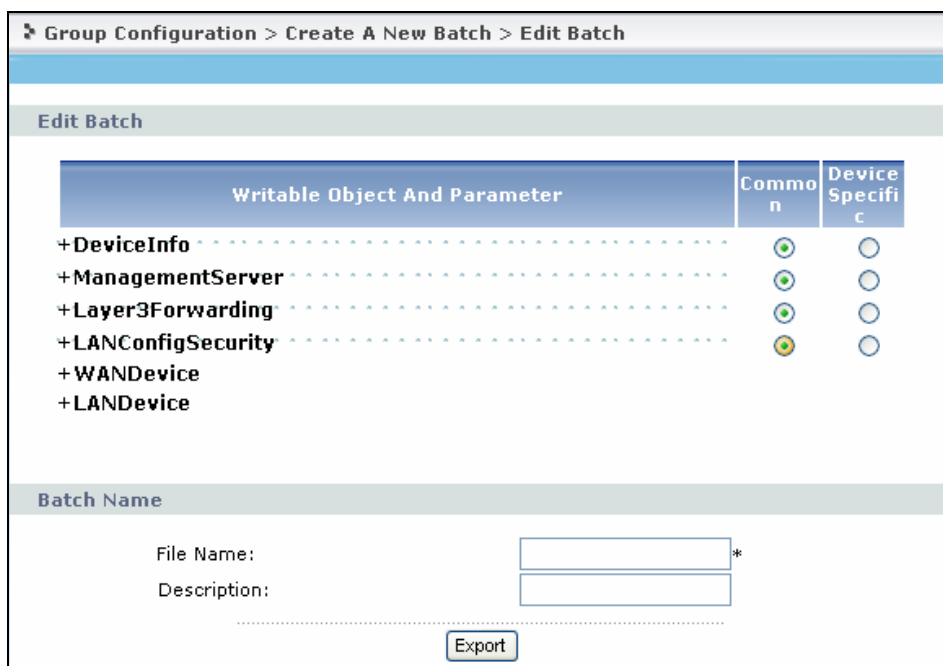 Group Configuration > Create A New Batch > Edit Batch
Edit Batch
Writable Object And Parameter
Commo
n
Device
Specifi
c
+DeviceInfo
+ManagementServer
+Layer3Forwarding
+LANConfigSecurity
+WANDevice
+LANDevice
Batch Name
File Name:
*
Description:
Export